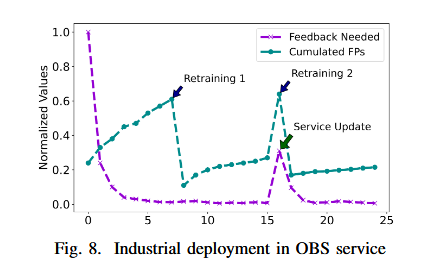 Normalized Values
1.0
0.8
0.6
0.4
0.2
0.0
0
5
10
15
20
25
Feedback Needed
Cumulated FPs
Retraining 1
Retraining 2
Service Update
Fig. 8. Industrial deployment in OBS service